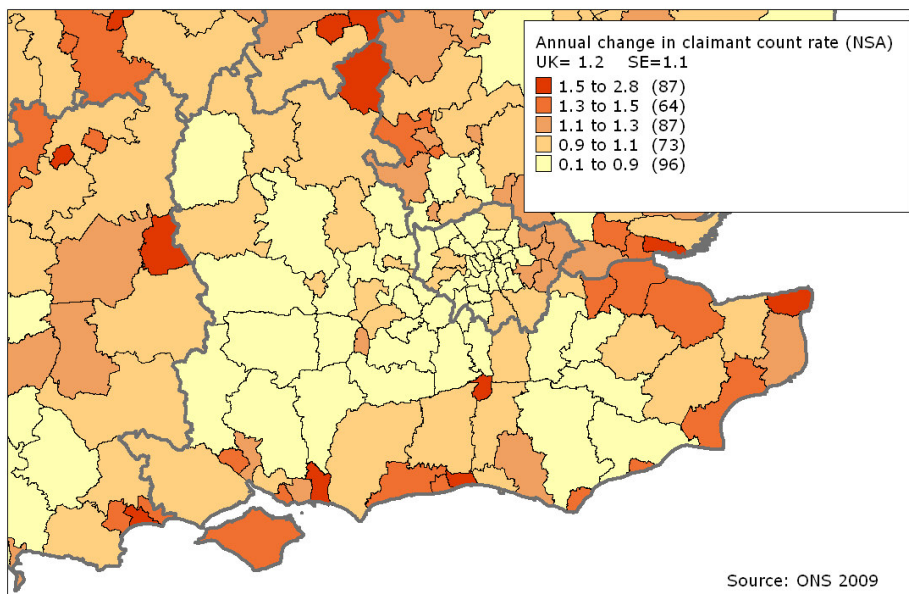 Annual change in claimant count rate (NSA)
UK= 1.2 SE=1.1
1.5 to 2.8 (87)
1.3 to 1.5 (64)
1.1 to 1.3 (87)
0.9 to 1.1 (73)
0.1 to 0.9 (96)
Source: ONS 2009